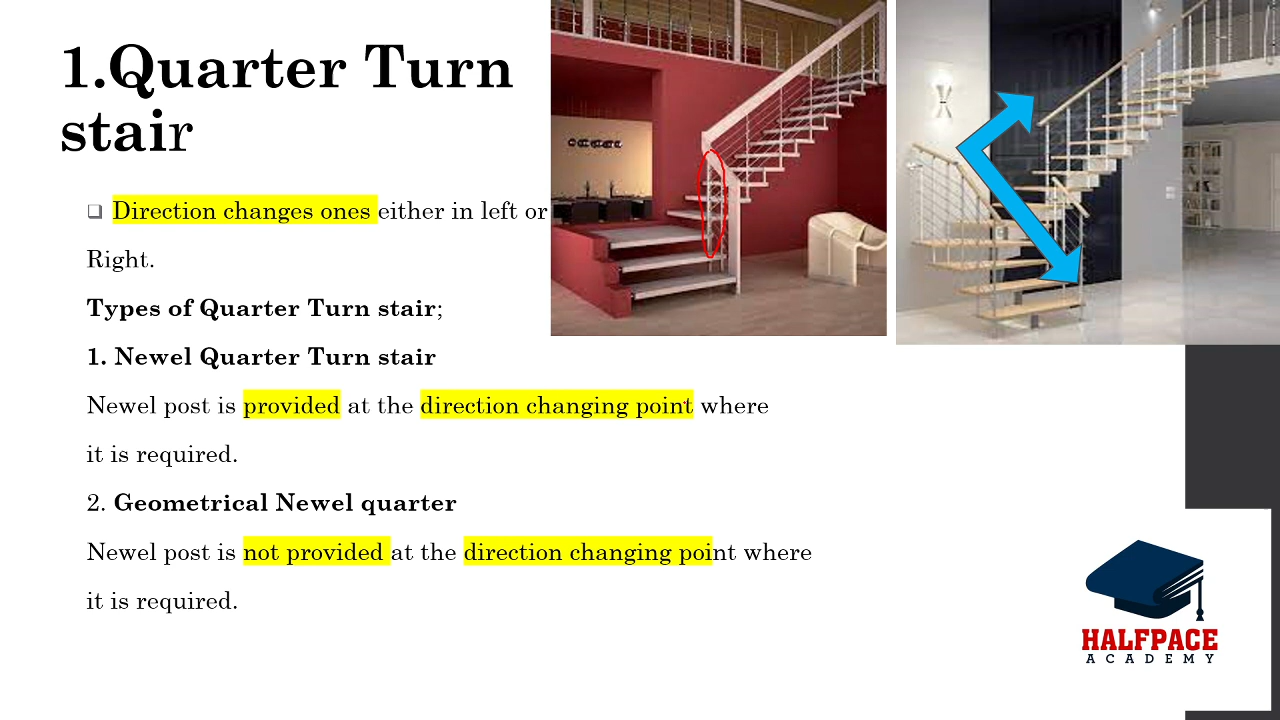 1.Quarter Turn
stair
❑ Direction changes ones either in left or
Right.
Types of Quarter Turn stair;
1. Newel Quarter Turn stair
Newel post is provided at the direction changing point where
it is required.
2. Geometrical Newel quarter
Newel post is not provided at the direction changing point where
it is required.
HALFPACE
ACADEMY